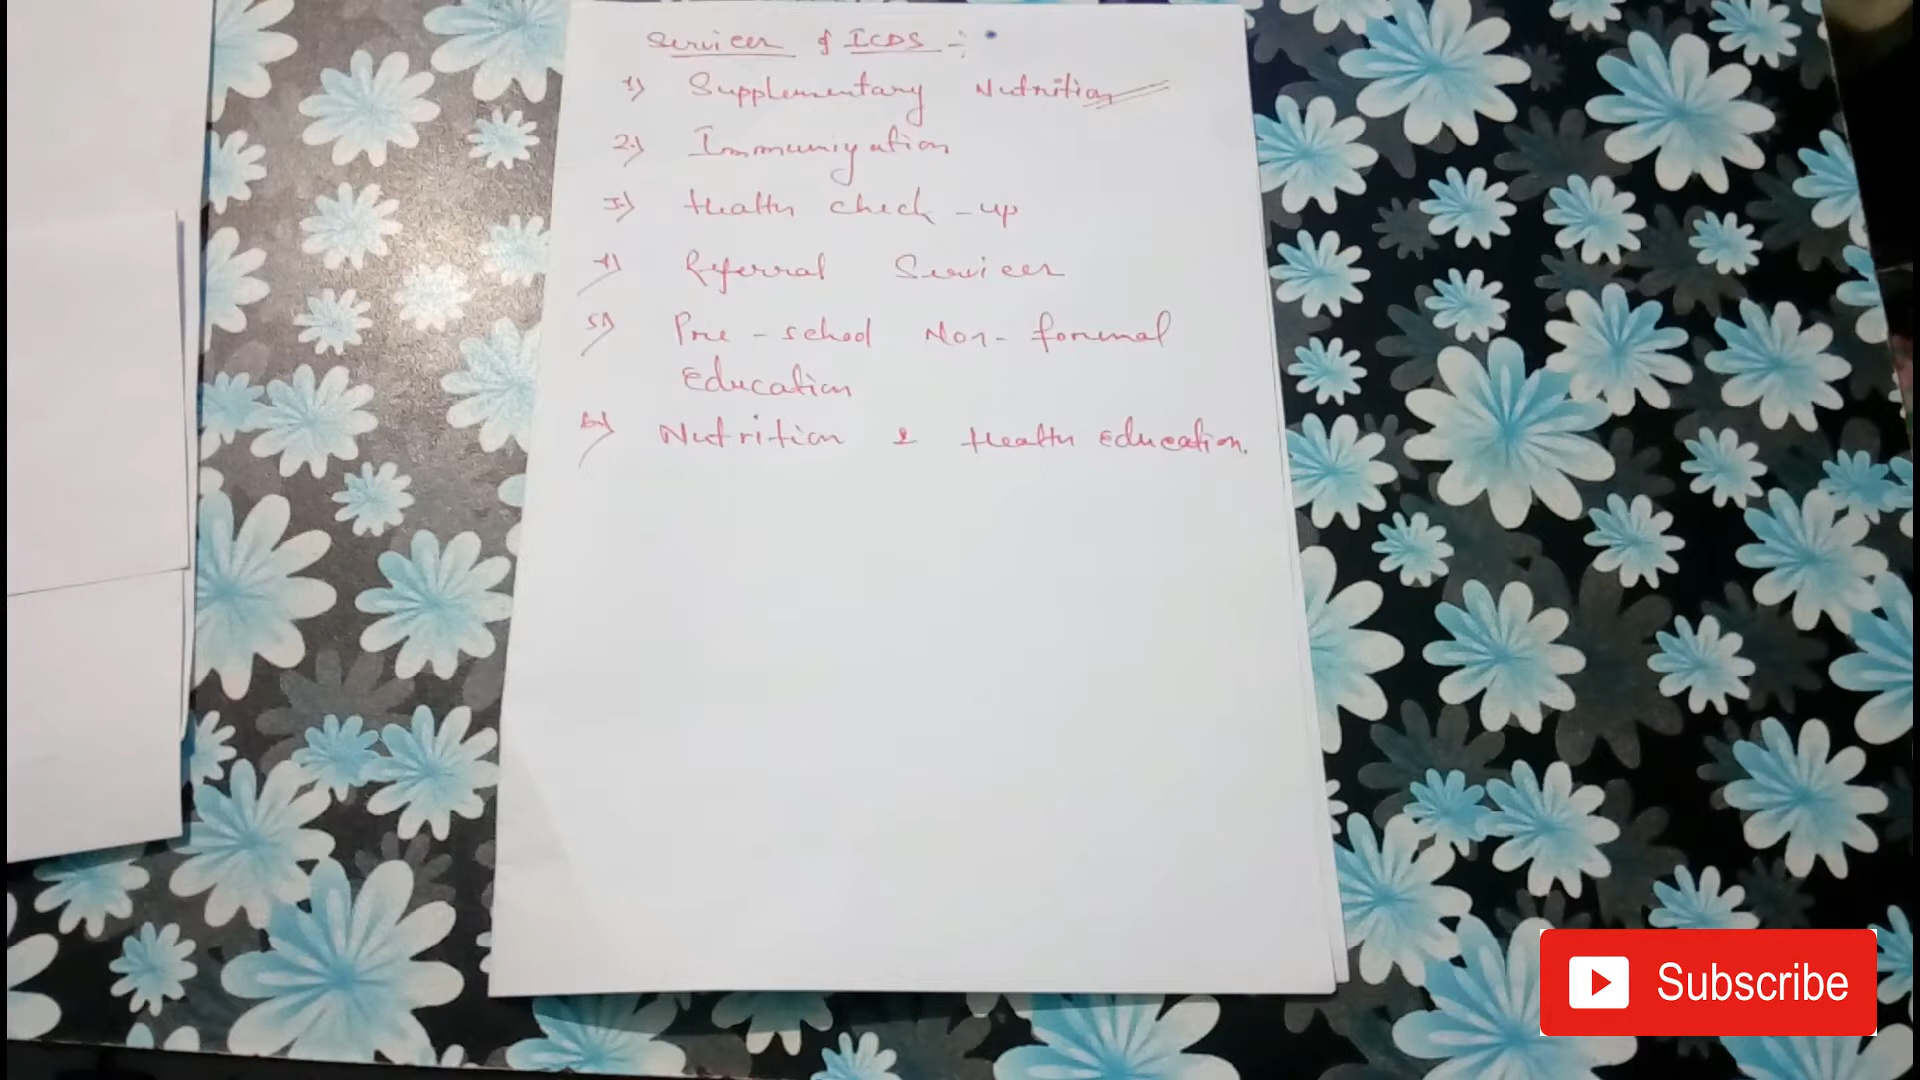 Services of ICDS :-
1) Supplementary Nutrition
2.) Immunization
3.) Health check - up
4) Referral Services
5) Pre - school Non - formal
Education
6.) Nutrition & Health Education.
Subscribe